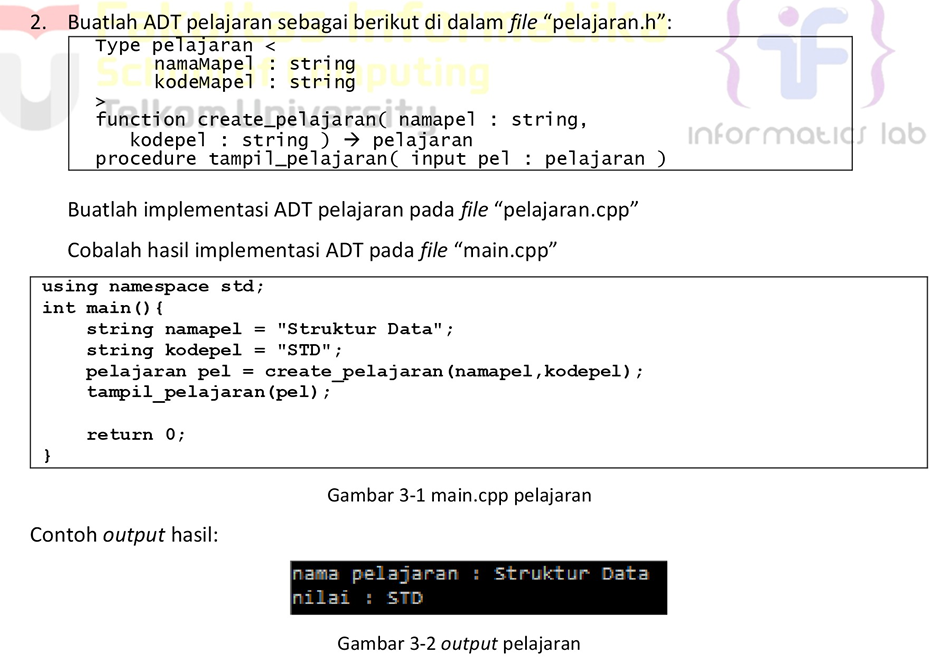 2. Buatlah ADT pelajaran sebagai berikut di dalam file “pelajaran.h”:
Type pelajaran <
namaMapel : string
kodeMapel : string
>
function create_pelajaran( namapel : string,
kodepel : string ) → pelajaran
procedure tampil_pelajaran( input pel : pelajaran )
Fakultas Informatika
School of Computing
Telkom University
informatics lab
Buatlah implementasi ADT pelajaran pada file “pelajaran.cpp”
Cobalah hasil implementasi ADT pada file “main.cpp”
using namespace std;
int main(){
string namapel = "Struktur Data";
string kodepel = "STD";
pelajaran pel = create_pelajaran(namapel,kodepel);
tampil_pelajaran(pel);
return 0;
}
Gambar 3-1 main.cpp pelajaran
Contoh output hasil:
nama pelajaran : Struktur Data
nilai : STD
Gambar 3-2 output pelajaran